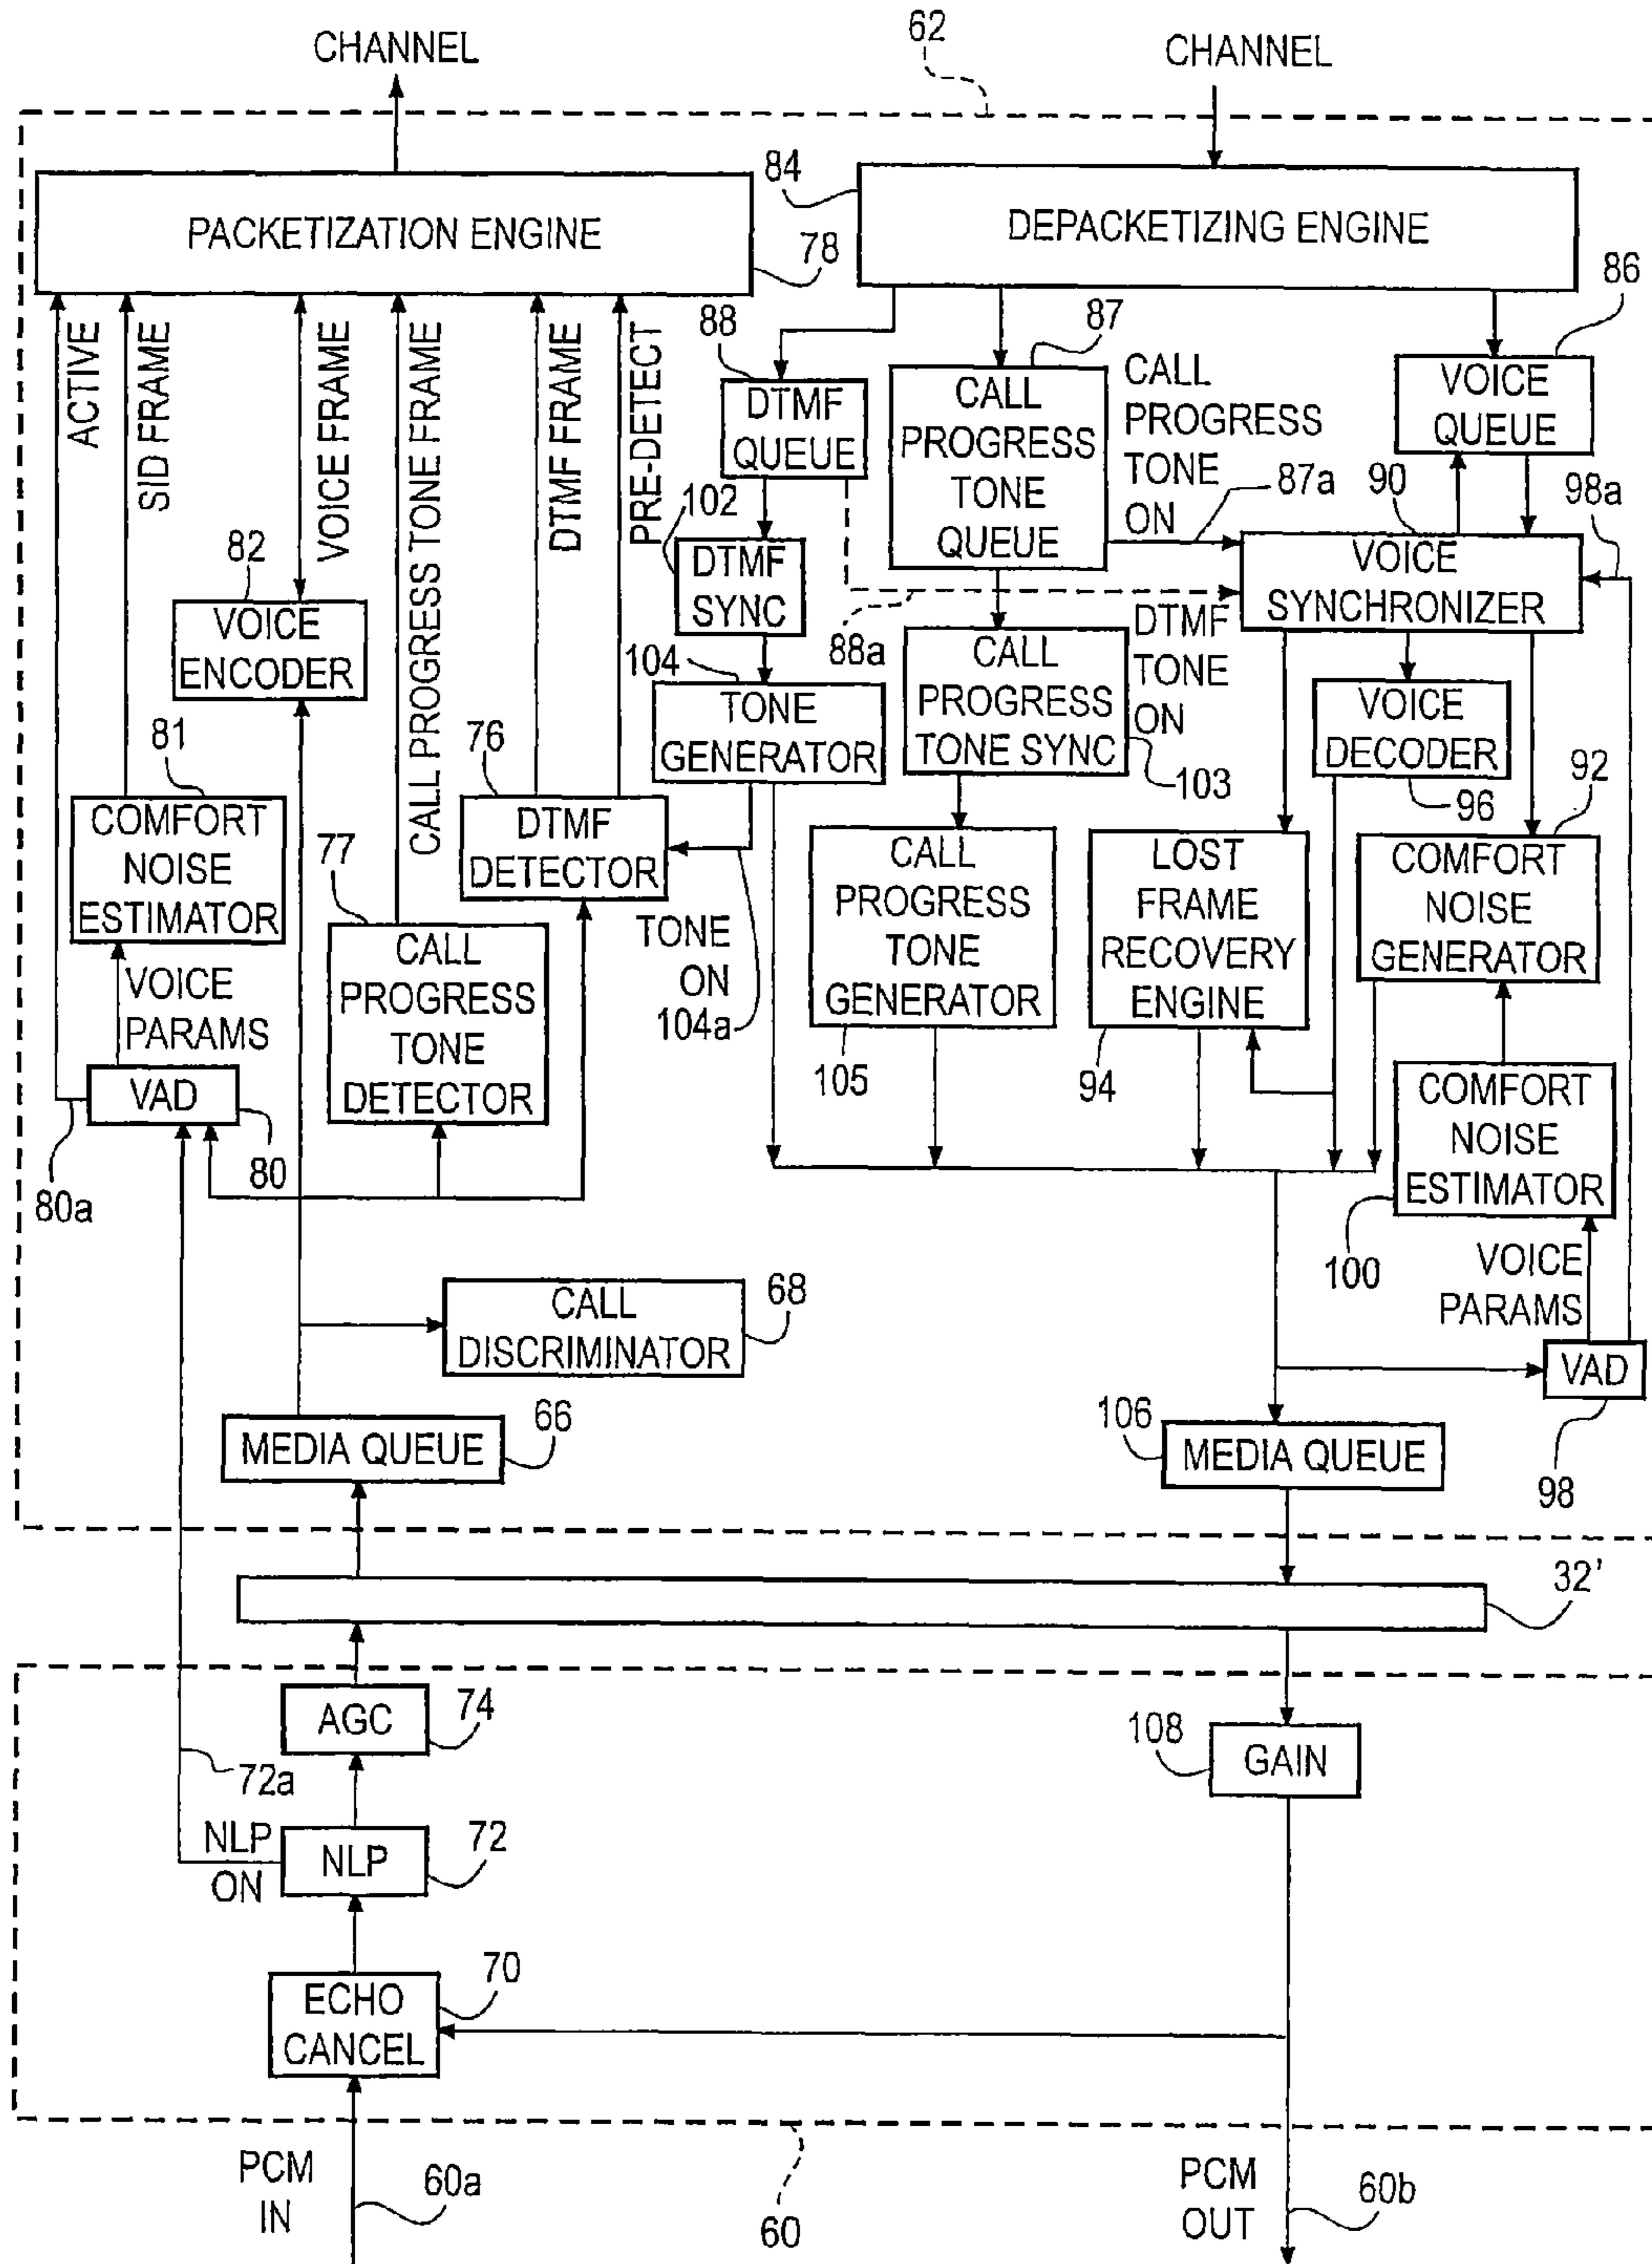 62
CHANNEL
CHANNEL
84
PACKETIZATION ENGINE
78
DEPACKETIZING ENGINE
86
ACTIVE
SID FRAME
VOICE FRAME
CALL PROGRESS TONE FRAME
DTMF FRAME
PRE-DETECT
88
87
DTMF
QUEUE
CALL
PROGRESS
TONE
QUEUE
CALL
PROGRESS
TONE
ON
87a
VOICE
QUEUE
90
98a
102
DTMF
SYNC
82
VOICE
ENCODER
VOICE
SYNCHRONIZER
88a
DTMF
TONE
ON
CALL
PROGRESS
TONE SYNC
103
104
TONE
GENERATOR
VOICE
DECODER
96
92
81
COMFORT
NOISE
ESTIMATOR
76
DTMF
DETECTOR
TONE
ON
104a
77
CALL
PROGRESS
TONE
DETECTOR
CALL
PROGRESS
TONE
GENERATOR
105
LOST
FRAME
RECOVERY
ENGINE
94
COMFORT
NOISE
GENERATOR
VOICE
PARAMS
VAD
80
80a
COMFORT
NOISE
ESTIMATOR
100
VOICE
PARAMS
CALL
DISCRIMINATOR
68
VAD
98
MEDIA QUEUE
66
106
MEDIA QUEUE
32'
AGC
74
108
GAIN
72a
NLP
ON
NLP
72
ECHO
CANCEL
70
PCM
IN
60a
60
PCM
OUT
60b